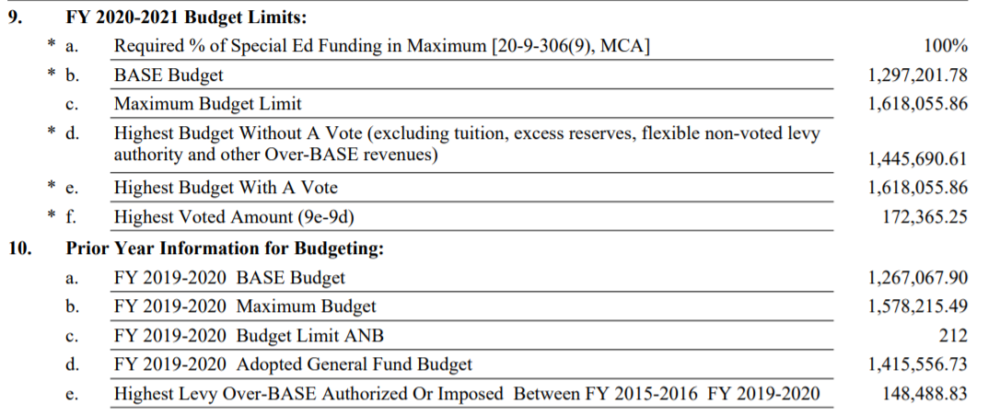 9. FY 2020-2021 Budget Limits:
* a. Required % of Special Ed Funding in Maximum [20-9-306(9), MCA] 100%
* b. BASE Budget 1,297,201.78
c. Maximum Budget Limit 1,618,055.86
* d. Highest Budget Without A Vote (excluding tuition, excess reserves, flexible non-voted levy
authority and other Over-BASE revenues) 1,445,690.61
* e. Highest Budget With A Vote 1,618,055.86
* f. Highest Voted Amount (9e-9d) 172,365.25
10. Prior Year Information for Budgeting:
a. FY 2019-2020 BASE Budget 1,267,067.90
b. FY 2019-2020 Maximum Budget 1,578,215.49
c. FY 2019-2020 Budget Limit ANB 212
d. FY 2019-2020 Adopted General Fund Budget 1,415,556.73
e. Highest Levy Over-BASE Authorized Or Imposed Between FY 2015-2016 FY 2019-2020 148,488.83